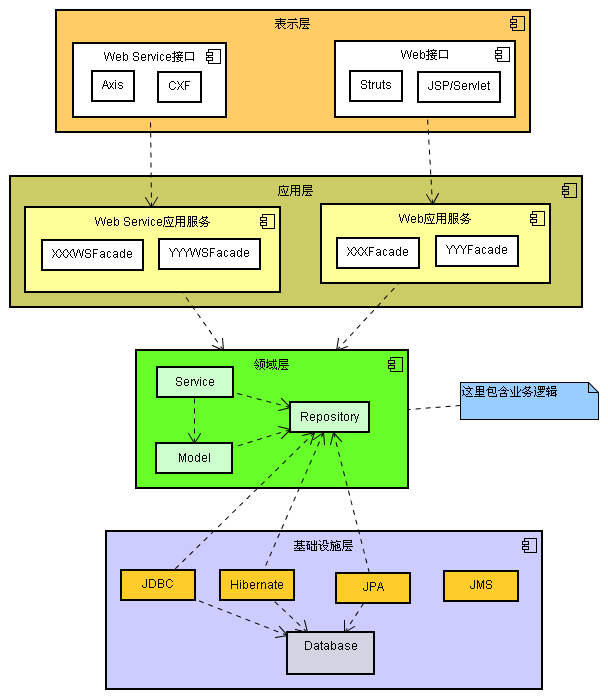 表示层
Web Service接口
Axis
CXF
Web接口
Struts
JSP/Servlet
应用层
Web Service应用服务
XXXWSFacade
YYYWSFacade
Web应用服务
XXXFacade
YYYFacade
领域层
Service
Repository
Model
这里包含业务逻辑
基础设施层
JDBC
Hibernate
JPA
JMS
Database